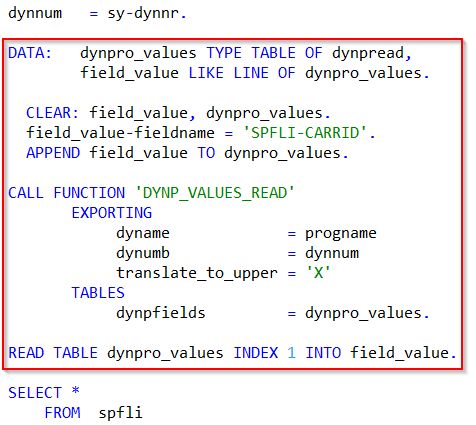 dynnum   = sy-dynnr.
DATA:   dynpro_values TYPE TABLE OF dynpread,
        field_value LIKE LINE OF dynpro_values.
  CLEAR: field_value, dynpro_values.
  field_value-fieldname = 'SPFLI-CARRID'.
  APPEND field_value TO dynpro_values.
CALL FUNCTION 'DYNP_VALUES_READ'
       EXPORTING
            dyname             = progname
            dynumb             = dynnum
            translate_to_upper = 'X'
       TABLES
            dynpfields         = dynpro_values.
READ TABLE dynpro_values INDEX 1 INTO field_value.
SELECT *
    FROM  spfli